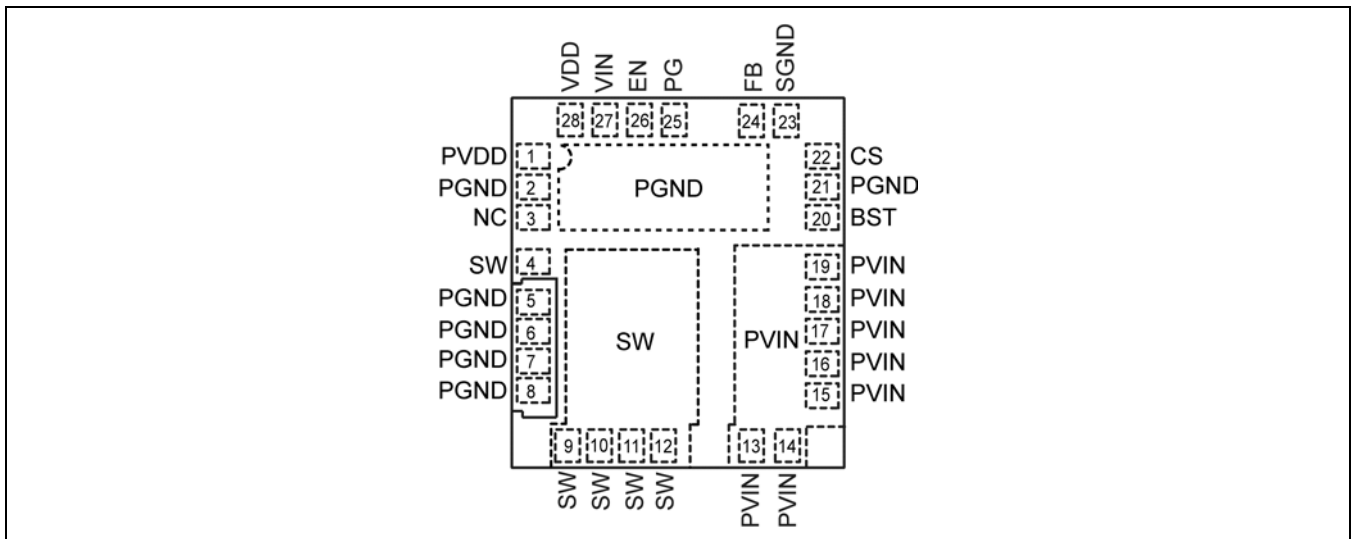 VDD VIN EN PG FB SGND
28 27 26 25 24 23
PVDD 1 22 CS
PGND 2 PGND 21 PGND
NC 3 20 BST
SW 4 19 PVIN
PGND 5 18 PVIN
PGND 6 SW PVIN 17 PVIN
PGND 7 16 PVIN
PGND 8 15 PVIN
9 10 11 12 13 14
SW SW SW SW PVIN PVIN